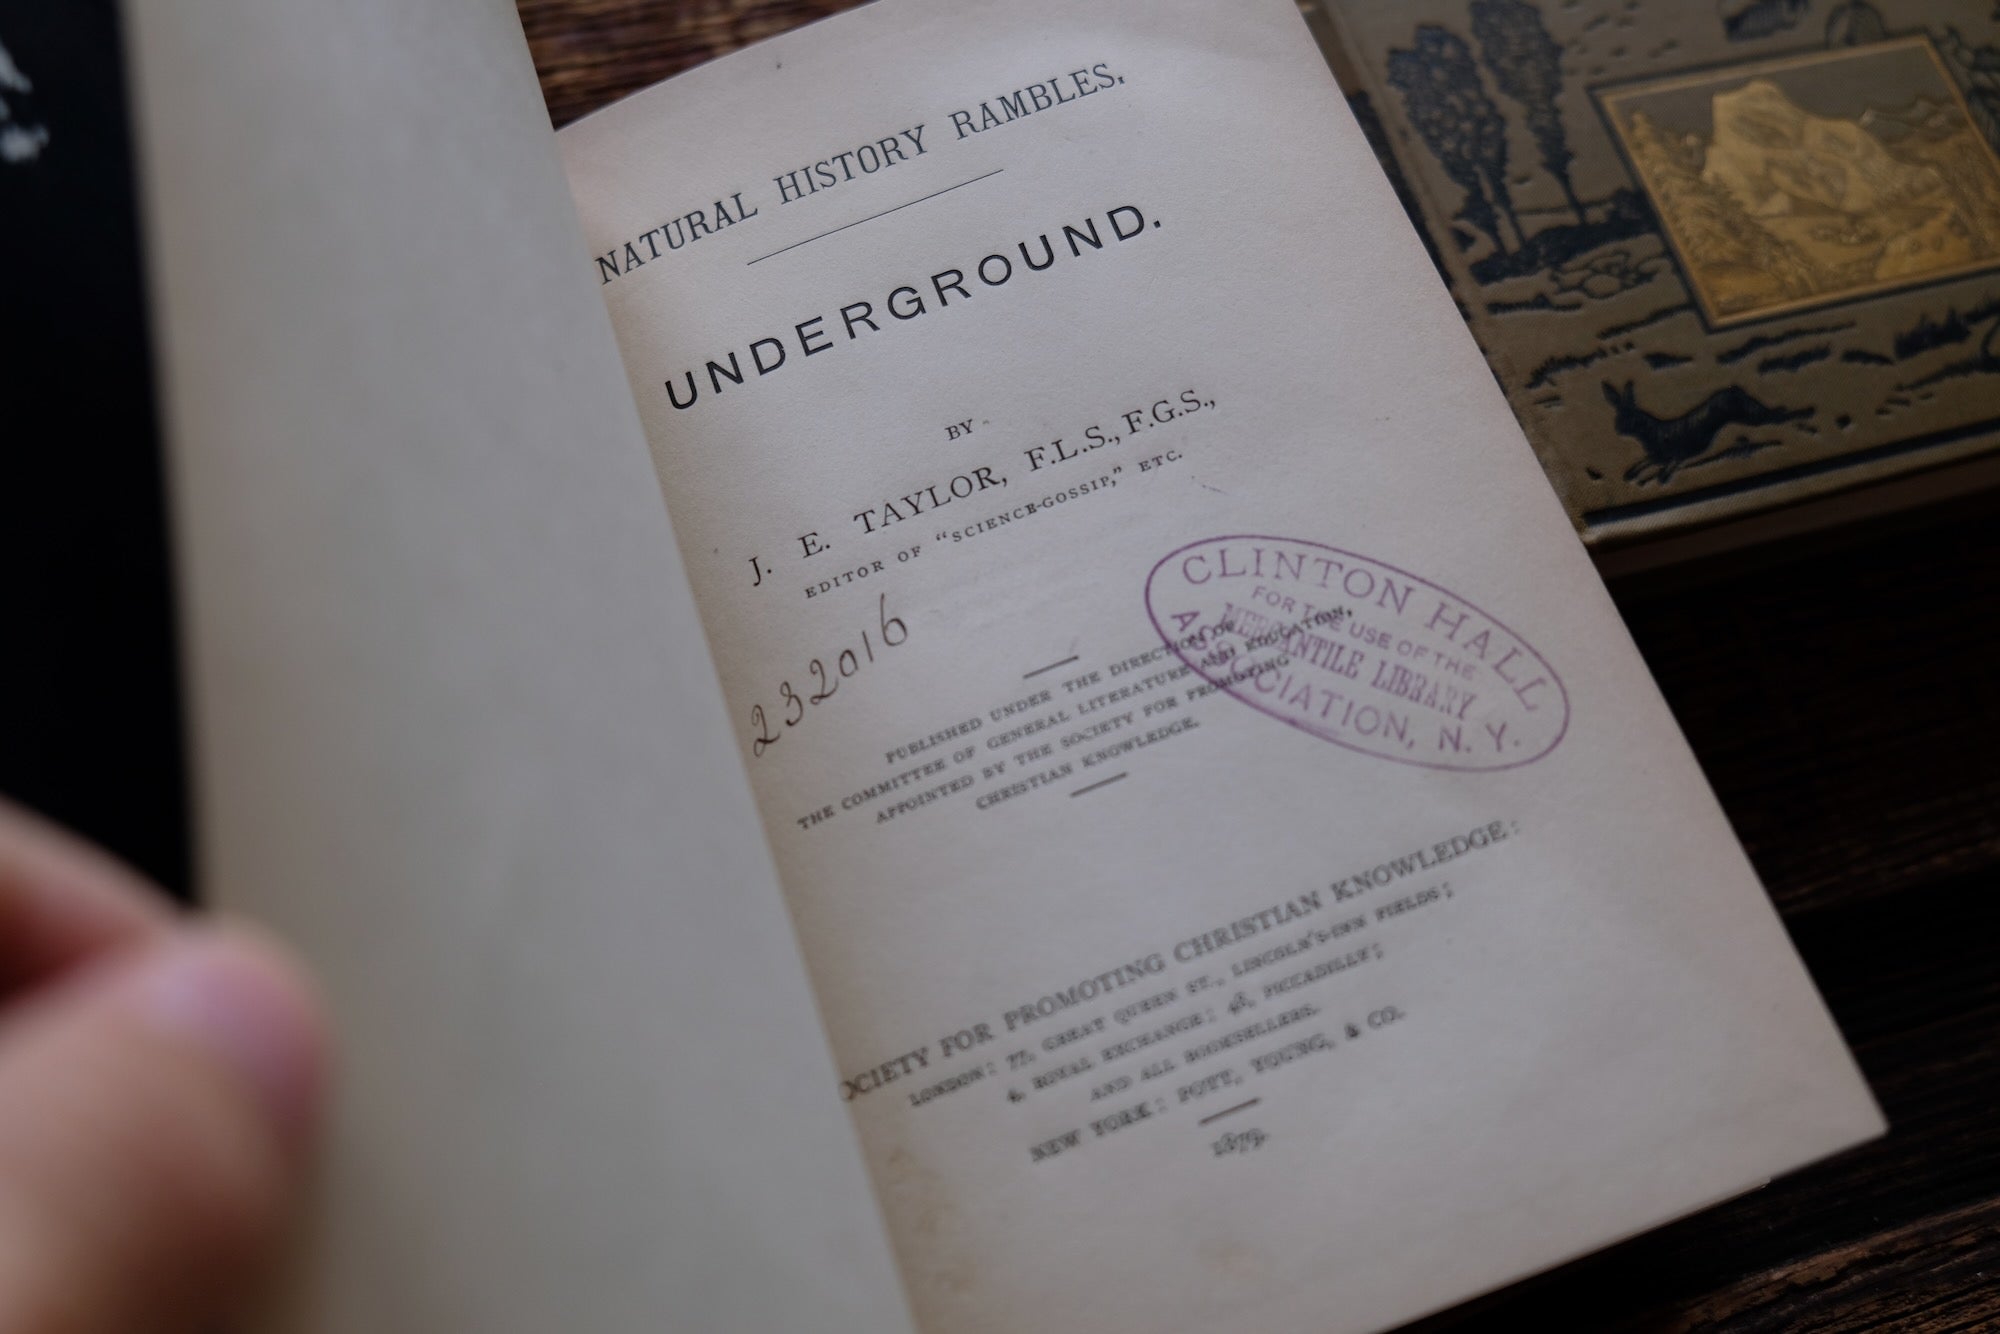 NATURAL HISTORY RAMBLES.
UNDERGROUND.
BY
J. E. TAYLOR, F.L.S., F.G.S.,
EDITOR OF “SCIENCE-GOSSIP,” ETC.
232016
PUBLISHED UNDER THE DIRECTION OF
THE COMMITTEE OF GENERAL LITERATURE AND EDUCATION,
APPOINTED BY THE SOCIETY FOR PROMOTING
CHRISTIAN KNOWLEDGE.
CLINTON HALL
FOR THE USE OF THE
MERCANTILE LIBRARY
ASSOCIATION, N. Y.
OCIETY FOR PROMOTING CHRISTIAN KNOWLEDGE:
LONDON: 77, GREAT QUEEN ST., LINCOLN'S-INN FIELDS;
4, ROYAL EXCHANGE; 48, PICCADILLY;
AND ALL BOOKSELLERS.
NEW YORK: POTT, YOUNG, & CO.
1879.